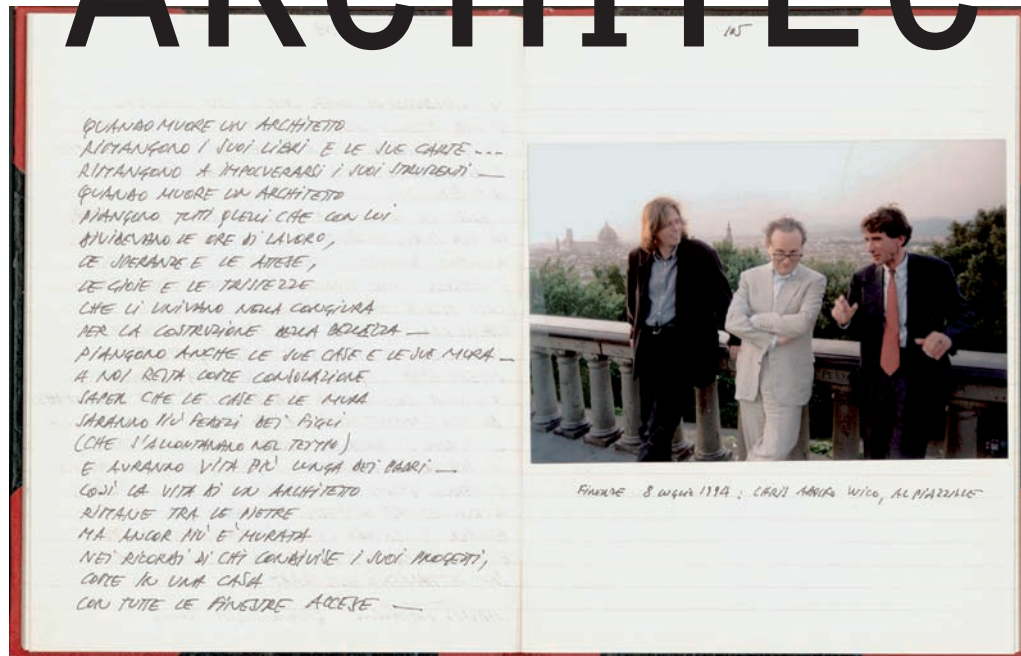 ARCHITEC
105
QUANDO MUORE UN ARCHITETTO
RIMANGONO I SUOI LIBRI E LE SUE CARTE ---
RIMANGONO A IMPOLVERARSI I SUOI STRUMENTI —
QUANDO MUORE UN ARCHITETTO
PIANGONO TUTTI QUELLI CHE CON LUI
DIVIDEVANO LE ORE DI LAVORO,
LE SPERANZE E LE ATTESE,
LE GIOIE E LE TRISTEZZE
CHE LI UNIVANO NELLA CONGIURA
PER LA COSTRUZIONE DELLA BELLEZZA —
PIANGONO ANCHE LE SUE CASE E LE SUE MURA —
A NOI RESTA COME CONSOLAZIONE
SAPER CHE LE CASE E LE MURA
SARANNO PIÙ FEDELI DEI FIGLI
(CHE S'ALLONTANANO NEL TEMPO)
E AVRANNO VITA PIÙ LUNGA DEI PADRI —
COSÌ LA VITA DI UN ARCHITETTO
RIMANE TRA LE PIETRE
MA ANCOR PIÙ È MURATA
NEI RICORDI DI CHI CONDIVISE I SUOI PROGETTI,
COME IN UNA CASA
CON TUTTE LE FINESTRE ACCESE —
FIRENZE 8 LUGLIO 1994 : CHRIS ADOLFO WICO, AL PIAZZALE